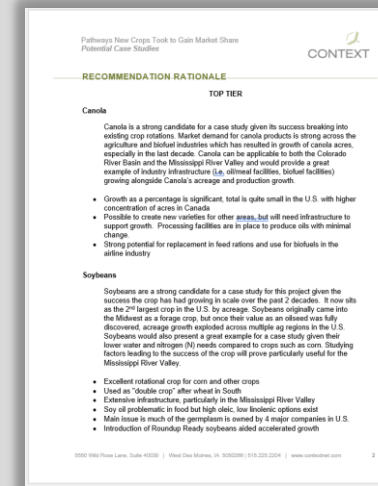 Pathways New Crops Took to Gain Market Share
Potential Case Studies
CONTEXT
RECOMMENDATION RATIONALE
TOP TIER
Canola
Canola is a strong candidate for a case study given its success breaking into
existing crop rotations. Market demand for canola products is strong across the
agriculture and biofuel industries which has resulted in growth of canola acres,
especially in the last decade. Canola can be applicable to both the Colorado
River Basin and the Mississippi River Valley and would provide a great
example of industry infrastructure (i.e. oil/meal facilities, biofuel facilities)
growing alongside Canola's acreage and production growth.
• Growth as a percentage is significant, total is quite small in the U.S. with higher
concentration of acres in Canada
• Possible to create new varieties for other areas, but will need infrastructure to
support growth. Processing facilities are in place to produce oils with minimal
change.
• Strong potential for replacement in feed rations and use for biofuels in the
airline industry
Soybeans
Soybeans are a strong candidate for a case study for this project given the
success the crop has had growing in scale over the past 2 decades. It now sits
as the 2nd largest crop in the U.S. by acreage. Soybeans originally came into
the Midwest as a forage crop, but once their value as an oilseed was fully
discovered, acreage growth exploded across multiple ag regions in the U.S.
Soybeans would also present a great example for a case study given their
lower water and nitrogen (N) needs compared to crops such as corn. Studying
factors leading to the success of the crop will prove particularly useful for the
Mississippi River Valley.
• Excellent rotational crop for corn and other crops
• Used as "double crop" after wheat in South
• Extensive infrastructure, particularly in the Mississippi River Valley
• Soy oil problematic in food but high oleic, low linolenic options exist
• Main issue is much of the germplasm is owned by 4 major companies in U.S.
• Introduction of Roundup Ready soybeans aided accelerated growth
Wild Rose Lane, Suite | West Des Moines, IA | 515.225.2204 | www.contextnet.com 2